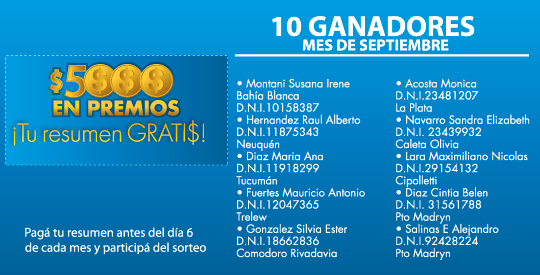 10 GANADORES
MES DE SEPTIEMBRE
$5000
EN PREMIOS
¡Tu resumen GRATI$!
Pagá tu resumen antes del día 6
de cada mes y participá del sorteo
• Montani Susana Irene
Bahía Blanca
D.N.I.10158387
• Hernandez Raul Alberto
D.N.I.11875343
Neuquén
• Diaz Maria Ana
D.N.I.11918299
Tucumán
• Fuertes Mauricio Antonio
D.N.I.12047365
Trelew
• Gonzalez Silvia Ester
D.N.I.18662836
Comodoro Rivadavia
• Acosta Monica
D.N.I.23481207
La Plata
• Navarro Sandra Elizabeth
D.N.I. 23439932
Caleta Olivia
• Lara Maximiliano Nicolas
D.N.I.29154132
Cipolletti
• Diaz Cintia Belen
D.N.I. 31561788
Pto Madryn
• Salinas E Alejandro
D.N.I.92428224
Pto Madryn